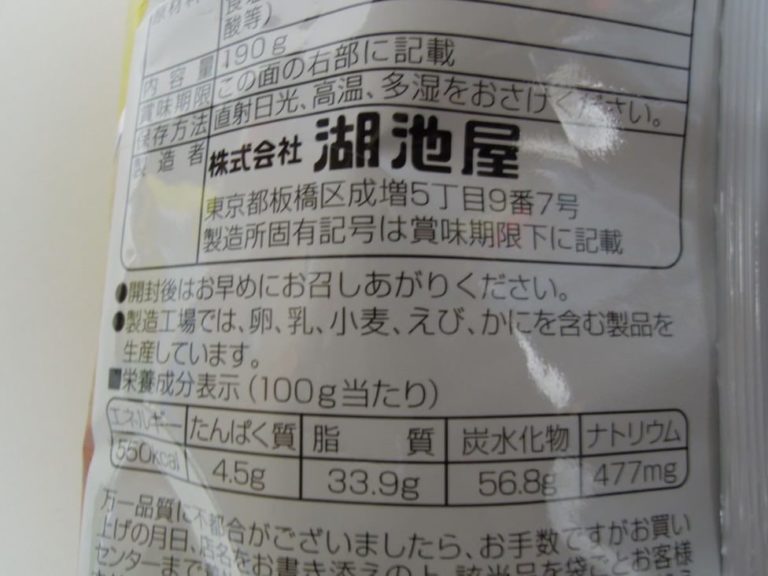 酸等)
内容量 190g
賞味期限 この面の右部に記載
保存方法 直射日光、高温、多湿をおさけください。
製造者 株式会社 湖池屋
東京都板橋区成増5丁目9番7号
製造所固有記号は賞味期限下に記載
●開封後はお早めにお召しあがりください。
●製造工場では、卵、乳、小麦、えび、かにを含む製品を
生産しています。
■栄養成分表示(100g当たり)
エネルギー たんぱく質 脂質 炭水化物 ナトリウム
550kcal 4.5g 33.9g 56.8g 477mg
万一品質に不都合がございましたら、お手数ですがお買い
上げの月日、店名をお書き添えの上、該当品を袋ごとお客様
センターまで